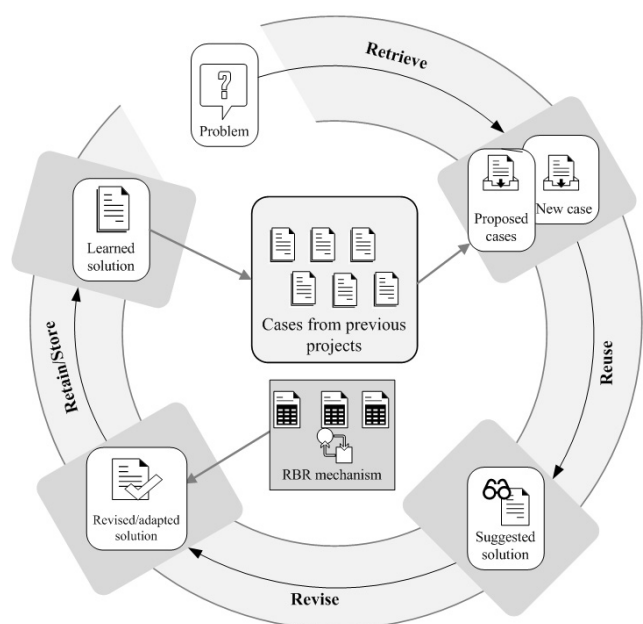 Retrieve
?
Problem
Proposed
cases
New case
Learned
solution
Cases from previous
projects
Reuse
Retain/Store
RBR mechanism
Revised/adapted
solution
Suggested
solution
Revise